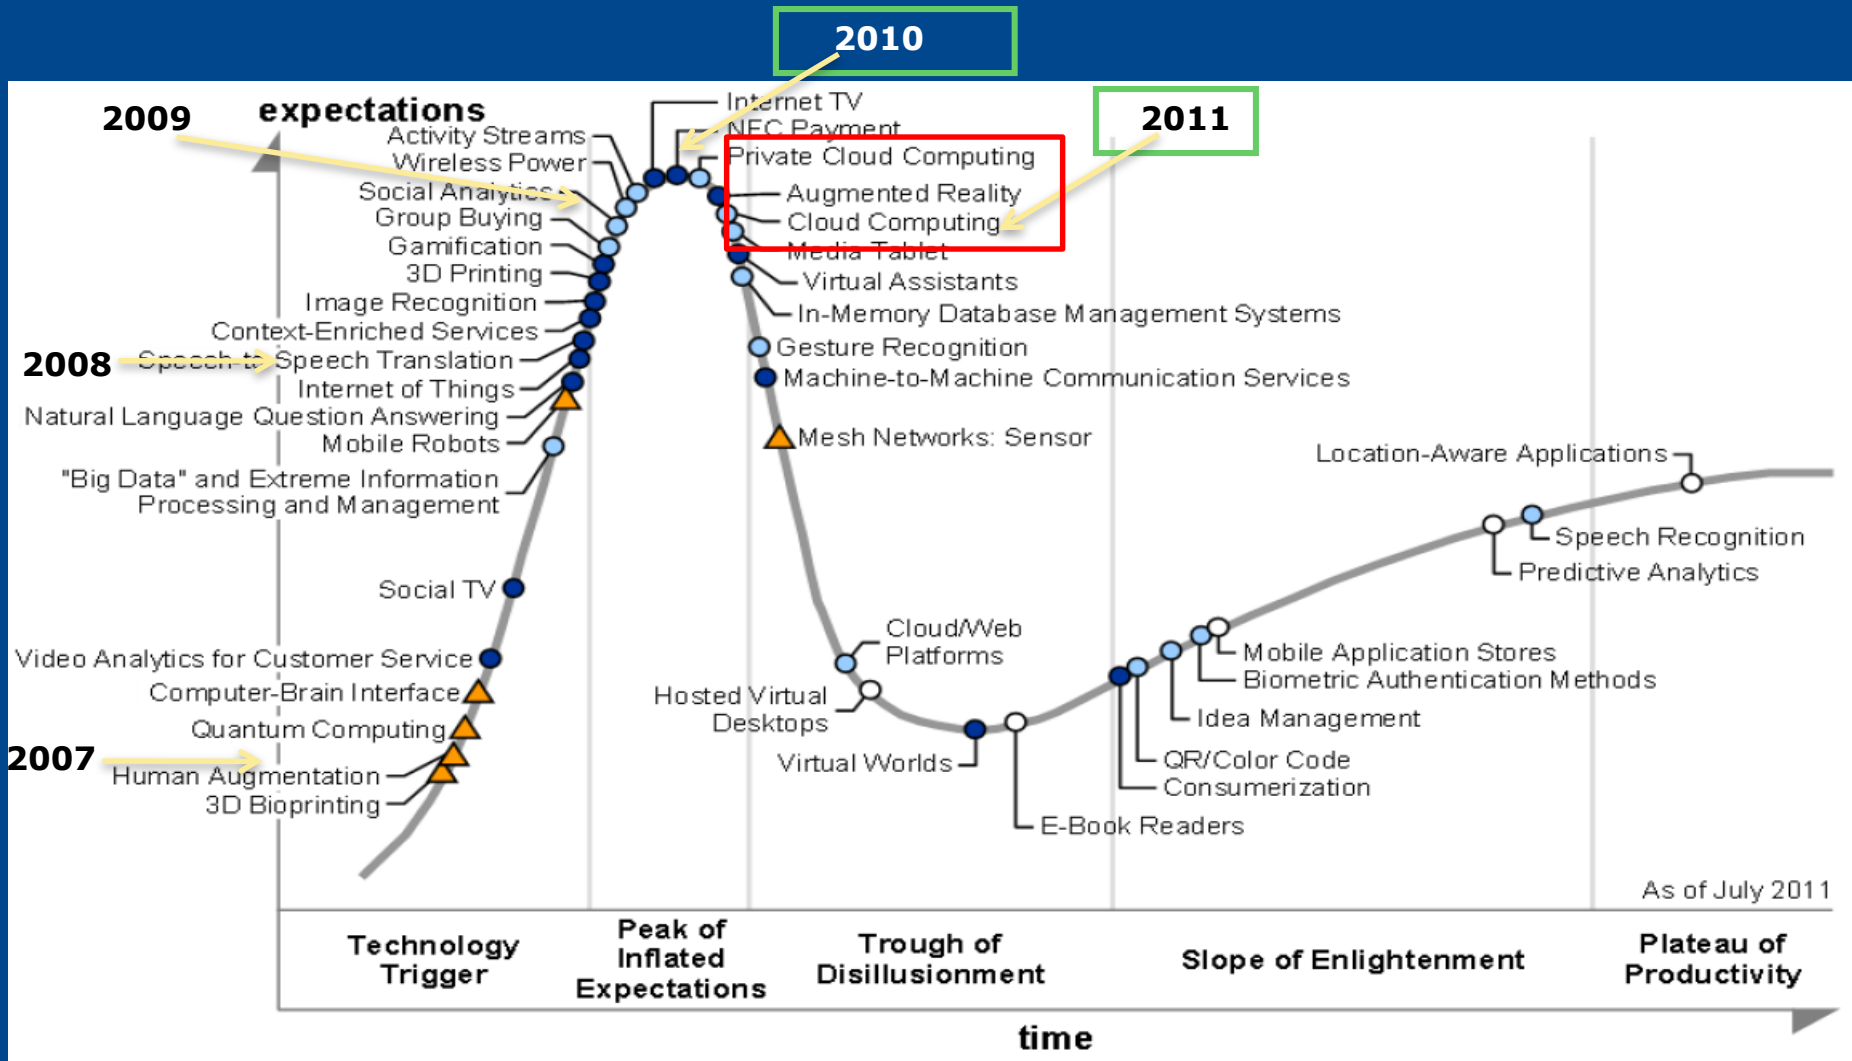 2010
2009
expectations
2011
Internet TV
NFC Payment
Private Cloud Computing
Augmented Reality
Cloud Computing
Media Tablet
Virtual Assistants
In-Memory Database Management Systems
Gesture Recognition
Machine-to-Machine Communication Services
Mesh Networks: Sensor
Activity Streams
Wireless Power
Social Analytics
Group Buying
Gamification
3D Printing
Image Recognition
Context-Enriched Services
2008
Speech-to-Speech Translation
Internet of Things
Natural Language Question Answering
Mobile Robots
"Big Data" and Extreme Information
Processing and Management
Social TV
Video Analytics for Customer Service
Computer-Brain Interface
Quantum Computing
2007
Human Augmentation
3D Bioprinting
Cloud/Web
Platforms
Hosted Virtual
Desktops
Virtual Worlds
E-Book Readers
Location-Aware Applications
Speech Recognition
Predictive Analytics
Mobile Application Stores
Biometric Authentication Methods
Idea Management
QR/Color Code
Consumerization
As of July 2011
Technology
Trigger
Peak of
Inflated
Expectations
Trough of
Disillusionment
Slope of Enlightenment
Plateau of
Productivity
time